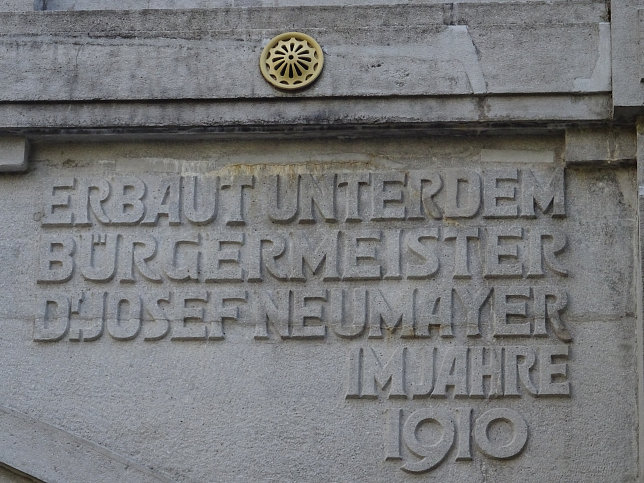 ERBAUT UNTER DEM
BÜRGERMEISTER
DR. JOSEF NEUMAYER
IM JAHRE
1910